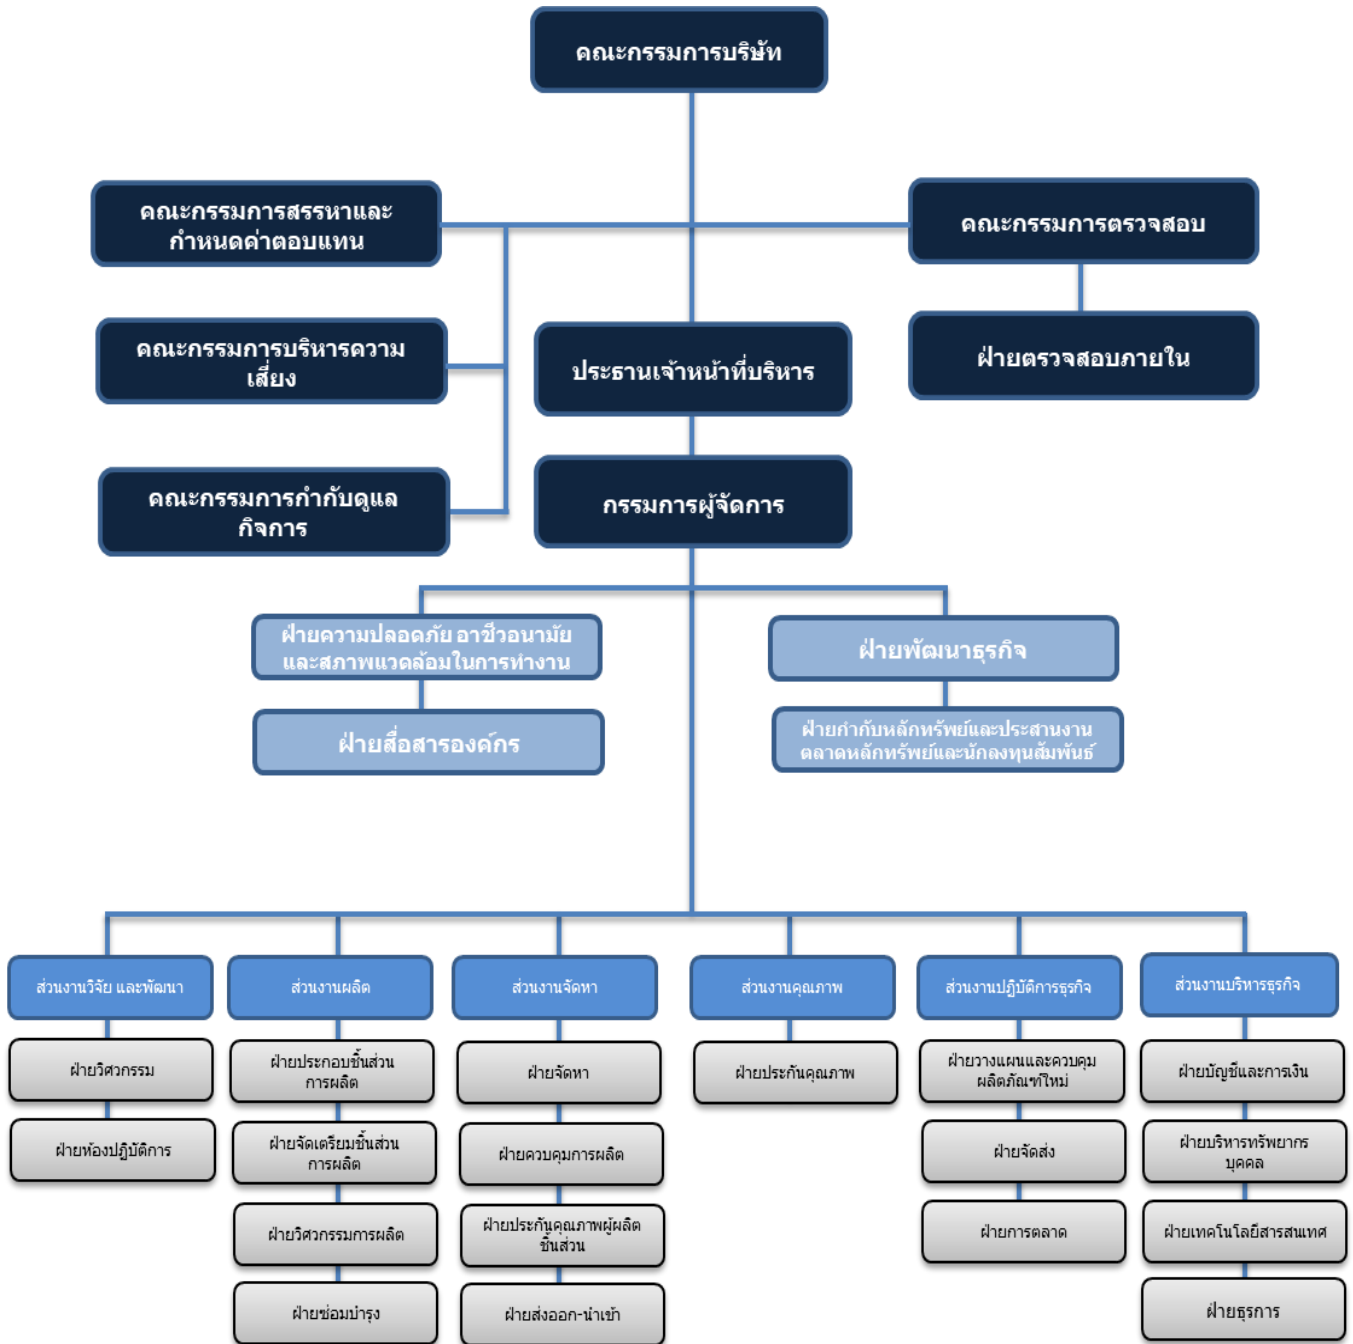 คณะกรรมการบริษัท
คณะกรรมการสรรหาและ
กำหนดค่าตอบแทน
คณะกรรมการตรวจสอบ
คณะกรรมการบริหารความ
เสี่ยง
ประธานเจ้าหน้าที่บริหาร
ฝ่ายตรวจสอบภายใน
คณะกรรมการกำกับดูแล
กิจการ
กรรมการผู้จัดการ
ฝ่ายความปลอดภัย อาชีวอนามัย
และสภาพแวดล้อมในการทำงาน
ฝ่ายพัฒนาธุรกิจ
ฝ่ายสื่อสารองค์กร
ฝ่ายกำกับหลักทรัพย์และประสานงาน
ตลาดหลักทรัพย์และนักลงทุนสัมพันธ์
ส่วนงานวิจัย และพัฒนา
ฝ่ายวิศวกรรม
ฝ่ายห้องปฏิบัติการ
ส่วนงานผลิต
ฝ่ายประกอบชิ้นส่วน
การผลิต
ฝ่ายจัดเตรียมชิ้นส่วน
การผลิต
ฝ่ายวิศวกรรมการผลิต
ฝ่ายซ่อมบำรุง
ส่วนงานจัดหา
ฝ่ายจัดหา
ฝ่ายควบคุมการผลิต
ฝ่ายประกันคุณภาพผู้ผลิต
ชิ้นส่วน
ฝ่ายส่งออก-นำเข้า
ส่วนงานคุณภาพ
ฝ่ายประกันคุณภาพ
ส่วนงานปฏิบัติการธุรกิจ
ฝ่ายวางแผนและควบคุม
ผลิตภัณฑ์ใหม่
ฝ่ายจัดส่ง
ฝ่ายการตลาด
ส่วนงานบริหารธุรกิจ
ฝ่ายบัญชีและการเงิน
ฝ่ายบริหารทรัพยากร
บุคคล
ฝ่ายเทคโนโลยีสารสนเทศ
ฝ่ายธุรการ